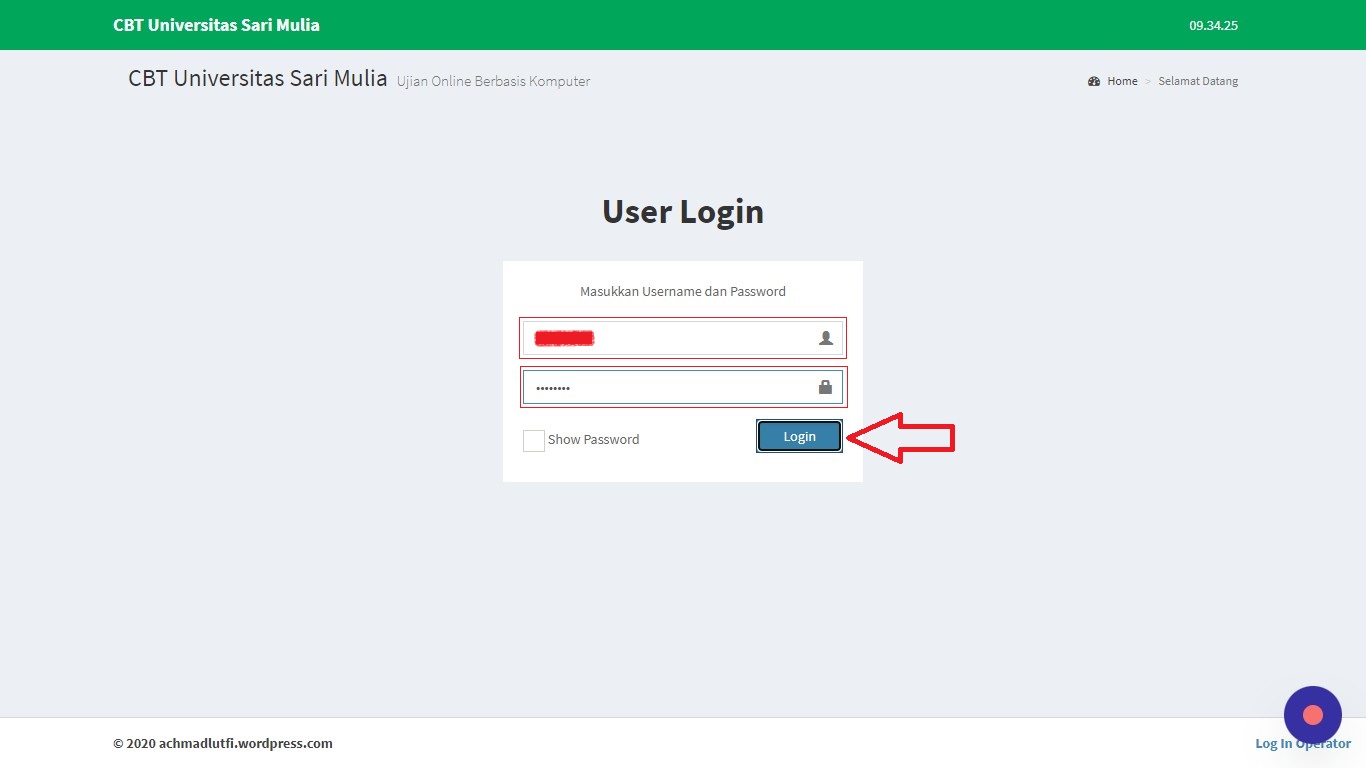 CBT Universitas Sari Mulia
09.34.25
CBT Universitas Sari Mulia Ujian Online Berbasis Komputer
Home > Selamat Datang
User Login
Masukkan Username dan Password
••••••••
Show Password
Login
© 2020 achmadlutfi.wordpress.com
Log In Operator